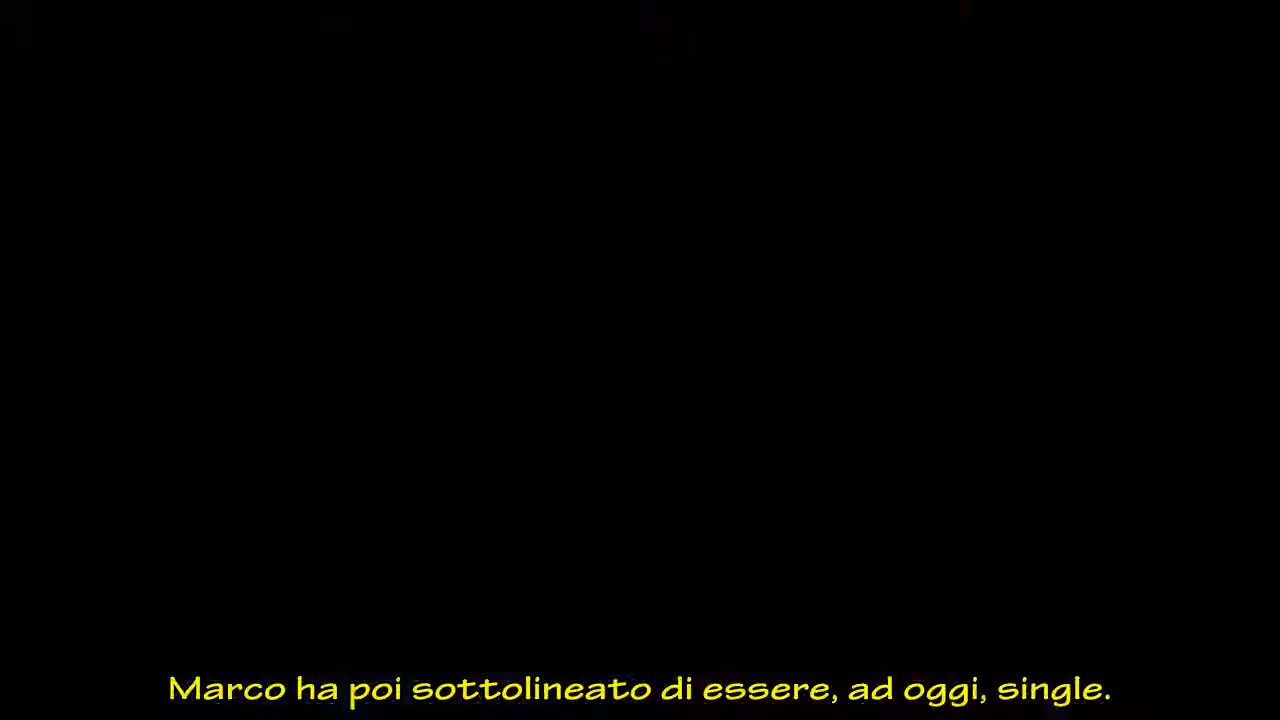 Marco ha poi sottolineato di essere, ad oggi, single.